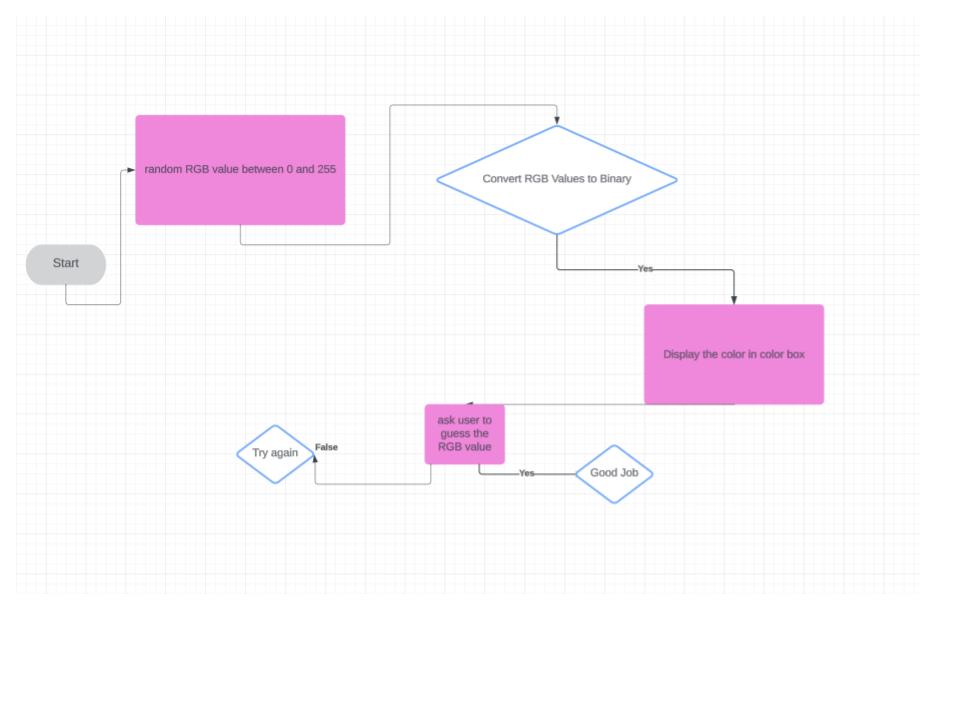 random RGB value between 0 and 255
Convert RGB Values to Binary
Start
Yes
Display the color in color box
ask user to
guess the
RGB value
False
Try again
Yes
Good Job